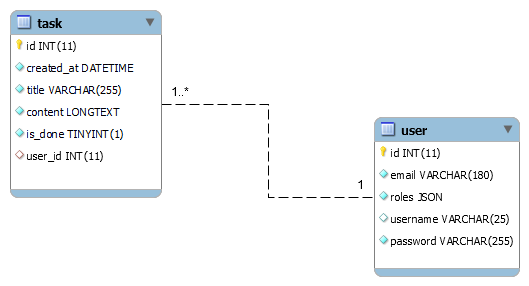 task
id INT(11)
created_at DATETIME
title VARCHAR(255)
content LONGTEXT
is_done TINYINT(1)
user_id INT(11)
1..*
1
user
id INT(11)
email VARCHAR(180)
roles JSON
username VARCHAR(25)
password VARCHAR(255)